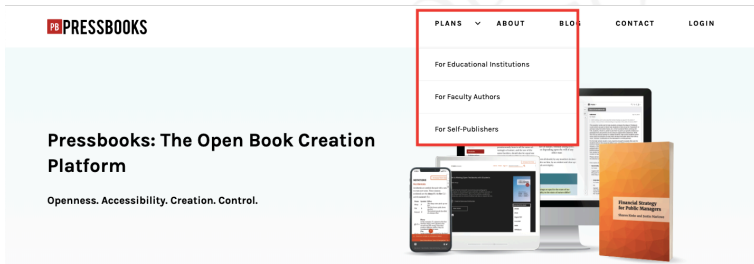 PB PRESSBOOKS
PLANS ABOUT BLOG CONTACT LOGIN
For Educational Institutions
For Faculty Authors
For Self-Publishers
Pressbooks: The Open Book Creation
Platform
Openness. Accessibility. Creation. Control.
Financial Strategy
for Public Managers